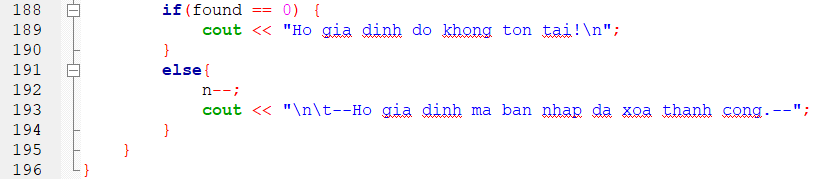 188 if(found == 0) {
189 cout << "Ho gia dinh do khong ton tai!\n";
190 }
191 else{
192 n--;
193 cout << "\n\t--Ho gia dinh ma ban nhap da xoa thanh cong.--";
194 }
195 }
196 }